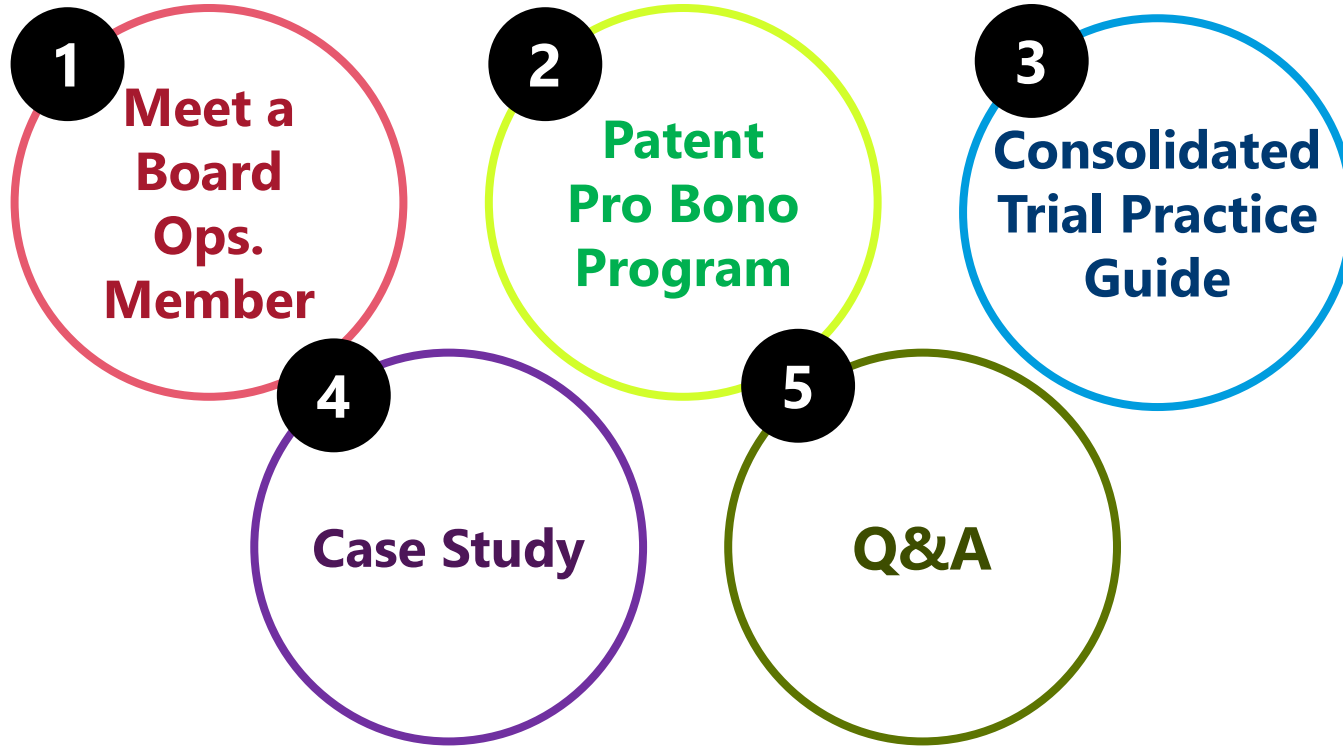 1
Meet a
Board
Ops.
Member
2
Patent
Pro Bono
Program
3
Consolidated
Trial Practice
Guide
4
Case Study
5
Q&A